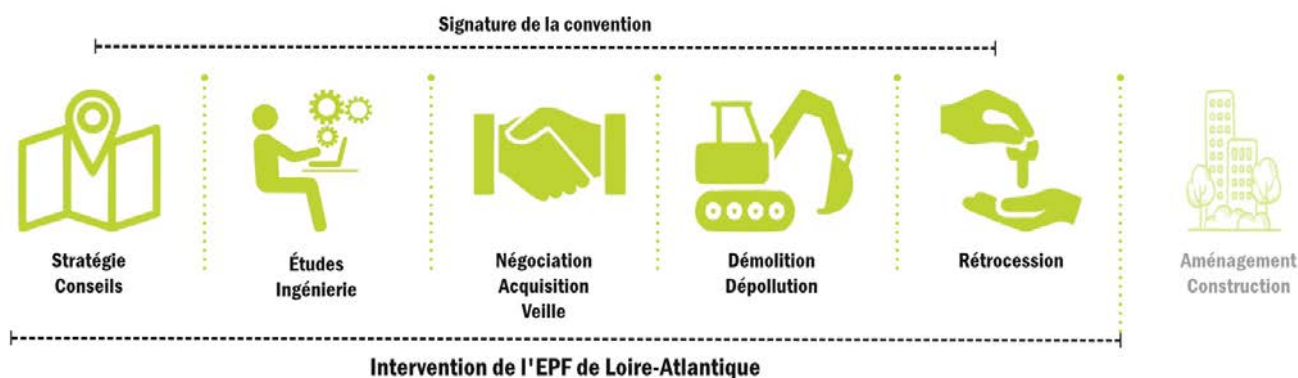 Signature de la convention
Stratégie
Conseils
Études
Ingénierie
Négociation
Acquisition
Veille
Démolition
Dépollution
Rétrocession
Aménagement
Construction
Intervention de l'EPF de Loire-Atlantique